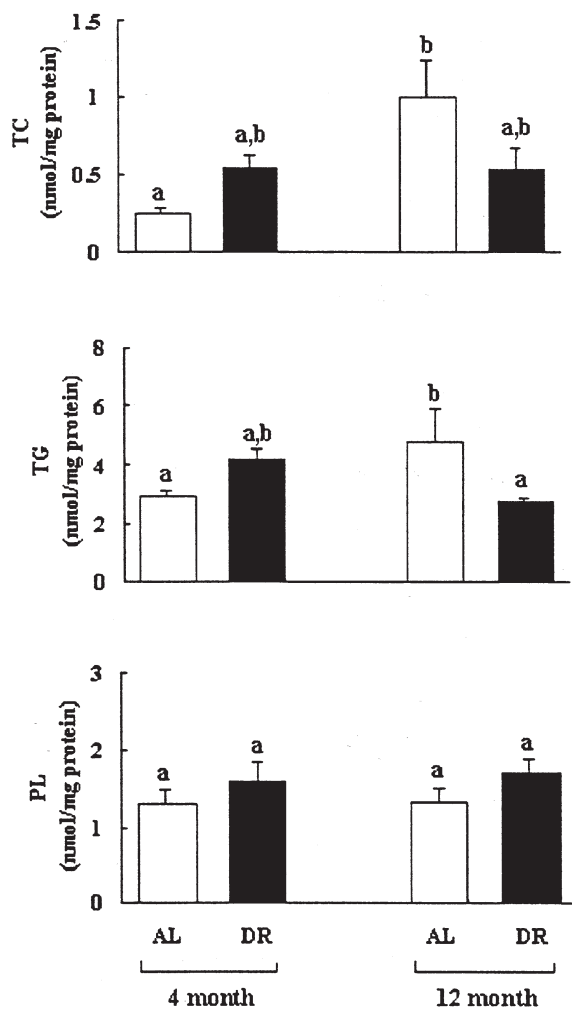 TC
(nmol/mg protein)
1.5
1
0.5
0
a
a,b
b
a,b
TG
(nmol/mg protein)
8
6
4
2
0
a
a,b
b
a
PL
(nmol/mg protein)
3
2
1
0
a
a
a
a
AL DR AL DR
4 month 12 month